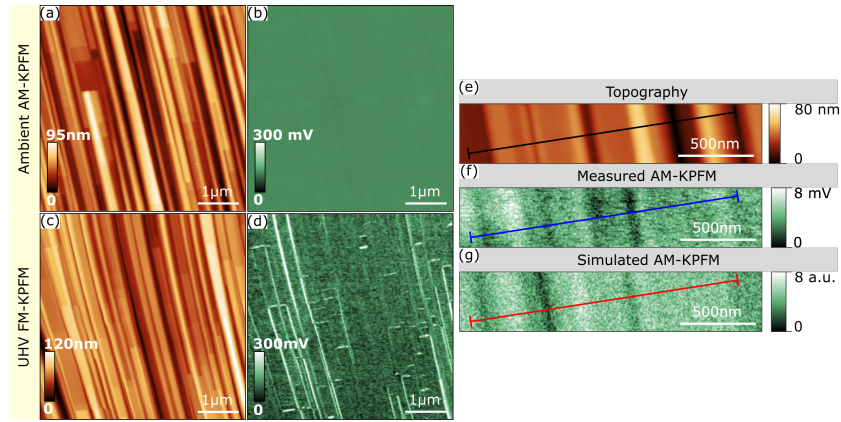 Ambient AM-KPFM
(a)
95nm
0
1µm
(b)
300 mV
0
1µm
UHV FM-KPFM
(c)
120nm
0
1µm
(d)
300mV
0
1µm
(e)
Topography
80 nm
0
500nm
(f)
Measured AM-KPFM
8 mV
0
500nm
(g)
Simulated AM-KPFM
8 a.u.
0
500nm